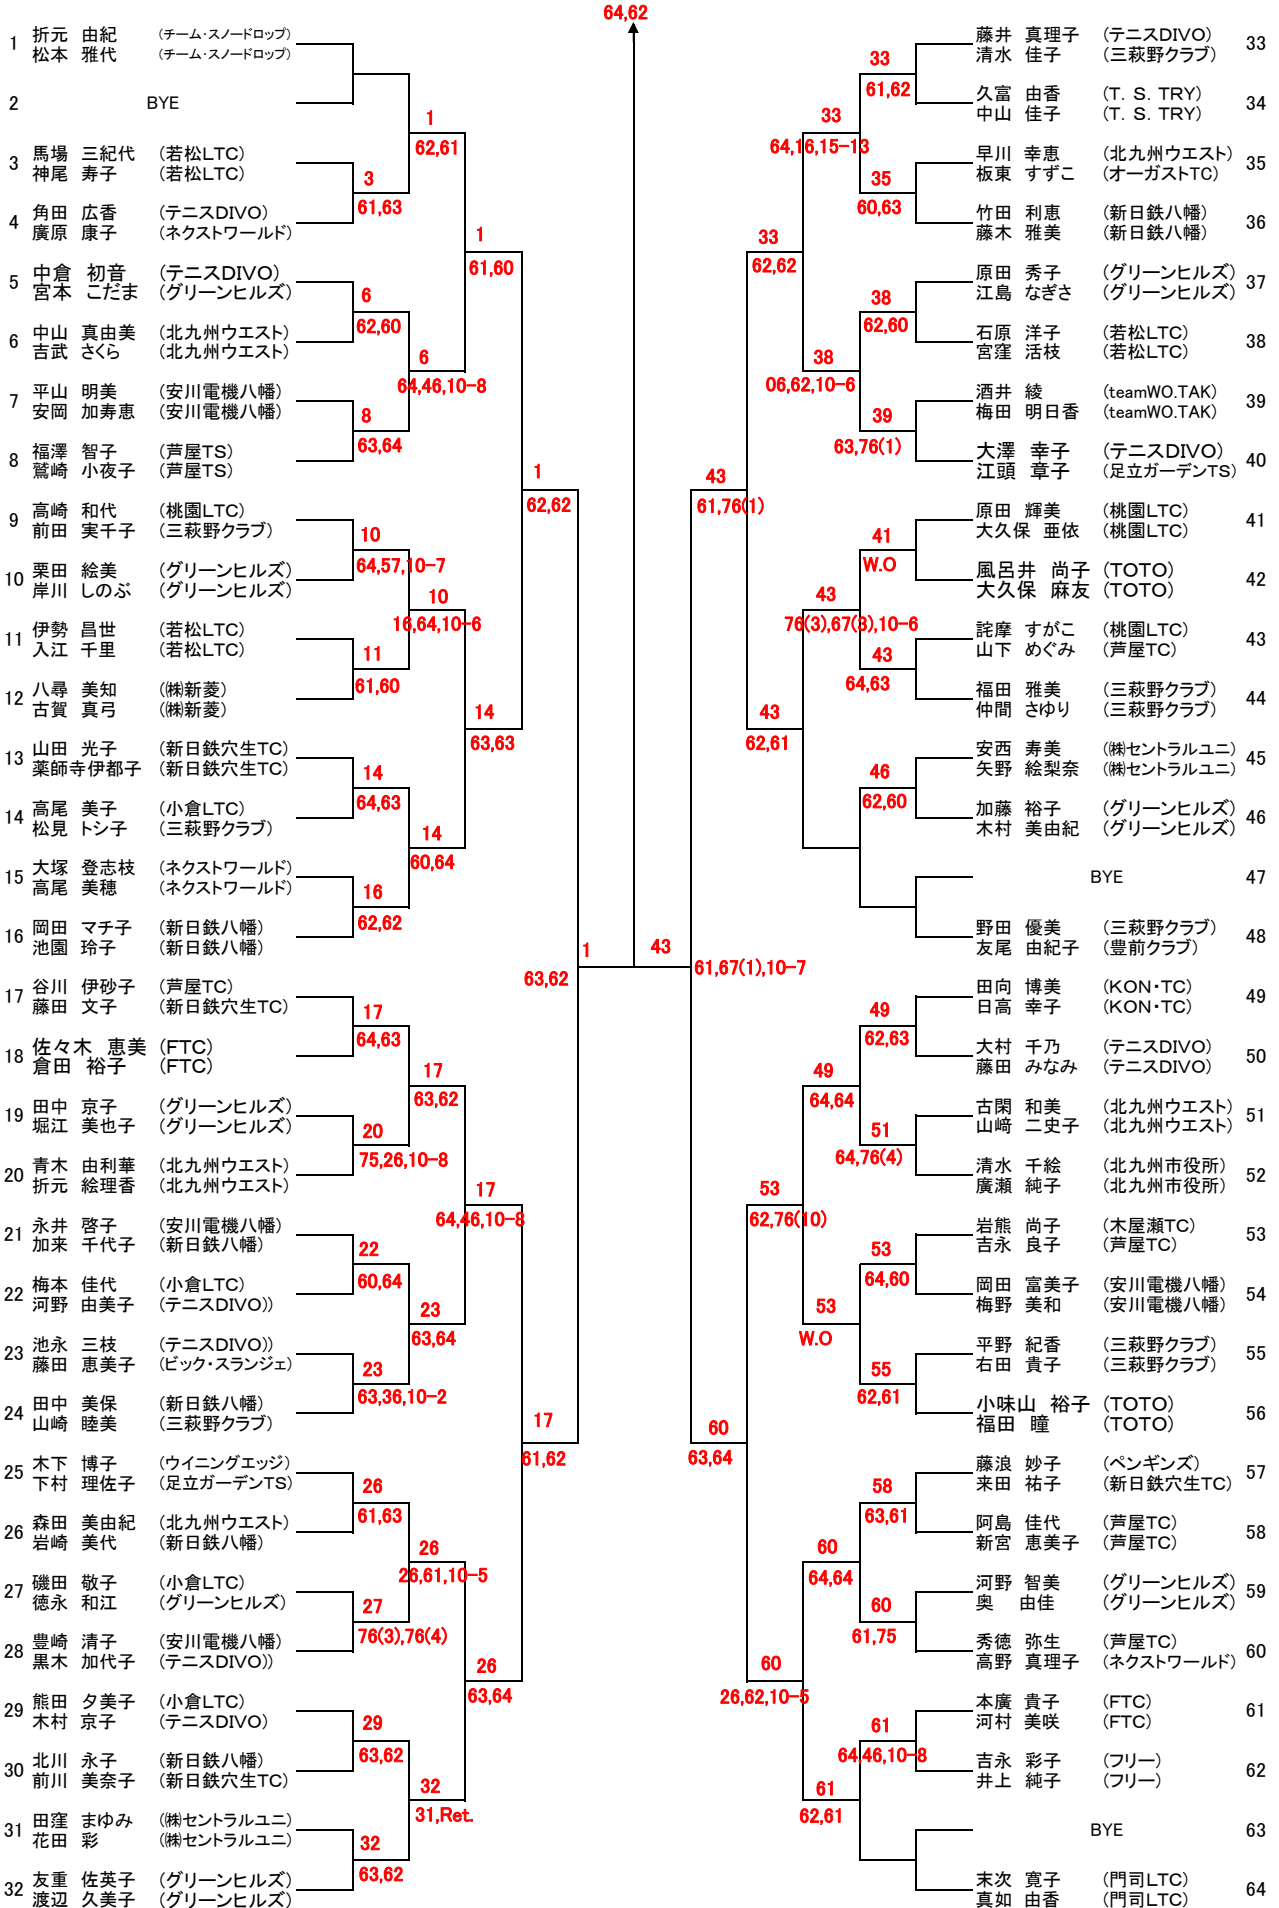 64,62
1 折元 由紀 (チーム・スノードロップ)
松本 雅代 (チーム・スノードロップ)
2 BYE
1
62,61
3 馬場 三紀代 (若松LTC)
神尾 寿子 (若松LTC)
3
61,63
4 角田 広香 (テニスDIVO)
廣原 康子 (ネクストワールド)
1
61,60
5 中倉 初音 (テニスDIVO)
宮本 こだま (グリーンヒルズ)
6
62,60
6 中山 真由美 (北九州ウエスト)
吉武 さくら (北九州ウエスト)
6
64,46,10-8
7 平山 明美 (安川電機八幡)
安岡 加寿恵 (安川電機八幡)
8
63,64
8 福澤 智子 (芦屋TS)
鷲崎 小夜子 (芦屋TS)
1
62,62
9 高崎 和代 (桃園LTC)
前田 実千子 (三萩野クラブ)
10
64,57,10-7
10 栗田 絵美 (グリーンヒルズ)
岸川 しのぶ (グリーンヒルズ)
10
16,64,10-6
11 伊勢 昌世 (若松LTC)
入江 千里 (若松LTC)
11
61,60
12 八尋 美知 (㈱新菱)
古賀 真弓 (㈱新菱)
14
63,63
13 山田 光子 (新日鉄穴生TC)
薬師寺伊都子 (新日鉄穴生TC)
14
64,63
14 高尾 美子 (小倉LTC)
松見 トシ子 (三萩野クラブ)
14
60,64
15 大塚 登志枝 (ネクストワールド)
高尾 美穂 (ネクストワールド)
16
62,62
16 岡田 マチ子 (新日鉄八幡)
池園 玲子 (新日鉄八幡)
1
63,62
17 谷川 伊砂子 (芦屋TC)
藤田 文子 (新日鉄穴生TC)
17
64,63
18 佐々木 恵美 (FTC)
倉田 裕子 (FTC)
17
63,62
19 田中 京子 (グリーンヒルズ)
堀江 美也子 (グリーンヒルズ)
20
75,26,10-8
20 青木 由利華 (北九州ウエスト)
折元 絵理香 (北九州ウエスト)
17
64,46,10-8
21 永井 啓子 (安川電機八幡)
加来 千代子 (新日鉄八幡)
22
60,64
22 梅本 佳代 (小倉LTC)
河野 由美子 (テニスDIVO))
23
63,64
23 池永 三枝 (テニスDIVO))
藤田 恵美子 (ビック・スランジェ)
23
63,36,10-2
24 田中 美保 (新日鉄八幡)
山崎 睦美 (三萩野クラブ)
17
61,62
25 木下 博子 (ウイニングエッジ)
下村 理佐子 (足立ガーデンTS)
26
61,63
26 森田 美由紀 (北九州ウエスト)
岩崎 美代 (新日鉄八幡)
26
26,61,10-5
27 磯田 敬子 (小倉LTC)
徳永 和江 (グリーンヒルズ)
27
76(3),76(4)
28 豊崎 清子 (安川電機八幡)
黒木 加代子 (テニスDIVO))
26
63,64
29 熊田 夕美子 (小倉LTC)
木村 京子 (テニスDIVO)
29
63,62
30 北川 永子 (新日鉄八幡)
前川 美奈子 (新日鉄穴生TC)
32
31,Ret.
31 田窪 まゆみ (㈱セントラルユニ)
花田 彩 (㈱セントラルユニ)
32
63,62
32 友重 佐英子 (グリーンヒルズ)
渡辺 久美子 (グリーンヒルズ)
藤井 真理子 (テニスDIVO) 33
清水 佳子 (三萩野クラブ)
33
61,62
久富 由香 (T. S. TRY) 34
中山 佳子 (T. S. TRY)
33
64,16,15-13
早川 幸恵 (北九州ウエスト) 35
板東 すずこ (オーガストTC)
35
60,63
竹田 利恵 (新日鉄八幡) 36
藤木 雅美 (新日鉄八幡)
33
62,62
原田 秀子 (グリーンヒルズ) 37
江島 なぎさ (グリーンヒルズ)
38
62,60
石原 洋子 (若松LTC) 38
宮窪 活枝 (若松LTC)
38
06,62,10-6
酒井 綾 (teamWO.TAK) 39
梅田 明日香 (teamWO.TAK)
39
63,76(1)
大澤 幸子 (テニスDIVO) 40
江頭 章子 (足立ガーデンTS)
43
61,76(1)
原田 輝美 (桃園LTC) 41
大久保 亜依 (桃園LTC)
41
W.O
風呂井 尚子 (TOTO) 42
大久保 麻友 (TOTO)
43
76(3),67(3),10-6
詫摩 すがこ (桃園LTC) 43
山下 めぐみ (芦屋TC)
43
64,63
福田 雅美 (三萩野クラブ) 44
仲間 さゆり (三萩野クラブ)
43
62,61
安西 寿美 (㈱セントラルユニ) 45
矢野 絵梨奈 (㈱セントラルユニ)
46
62,60
加藤 裕子 (グリーンヒルズ) 46
木村 美由紀 (グリーンヒルズ)
BYE 47
野田 優美 (三萩野クラブ) 48
友尾 由紀子 (豊前クラブ)
43
61,67(1),10-7
田向 博美 (KON・TC) 49
日高 幸子 (KON・TC)
49
62,63
大村 千乃 (テニスDIVO) 50
藤田 みなみ (テニスDIVO)
49
64,64
古閑 和美 (北九州ウエスト) 51
山﨑 二史子 (北九州ウエスト)
51
64,76(4)
清水 千絵 (北九州市役所) 52
廣瀬 純子 (北九州市役所)
53
62,76(10)
岩熊 尚子 (木屋瀬TC) 53
吉永 良子 (芦屋TC)
53
64,60
岡田 富美子 (安川電機八幡) 54
梅野 美和 (安川電機八幡)
53
W.O
平野 紀香 (三萩野クラブ) 55
右田 貴子 (三萩野クラブ)
55
62,61
小味山 裕子 (TOTO) 56
福田 瞳 (TOTO)
60
63,64
藤浪 妙子 (ペンギンズ) 57
来田 祐子 (新日鉄穴生TC)
58
63,61
阿島 佳代 (芦屋TC) 58
新宮 恵美子 (芦屋TC)
60
64,64
河野 智美 (グリーンヒルズ) 59
奥 由佳 (グリーンヒルズ)
60
61,75
秀徳 弥生 (芦屋TC) 60
高野 真理子 (ネクストワールド)
60
26,62,10-5
本廣 貴子 (FTC) 61
河村 美咲 (FTC)
61
64,46,10-8
吉永 彩子 (フリー) 62
井上 純子 (フリー)
61
62,61
BYE 63
末次 寛子 (門司LTC) 64
真如 由香 (門司LTC)